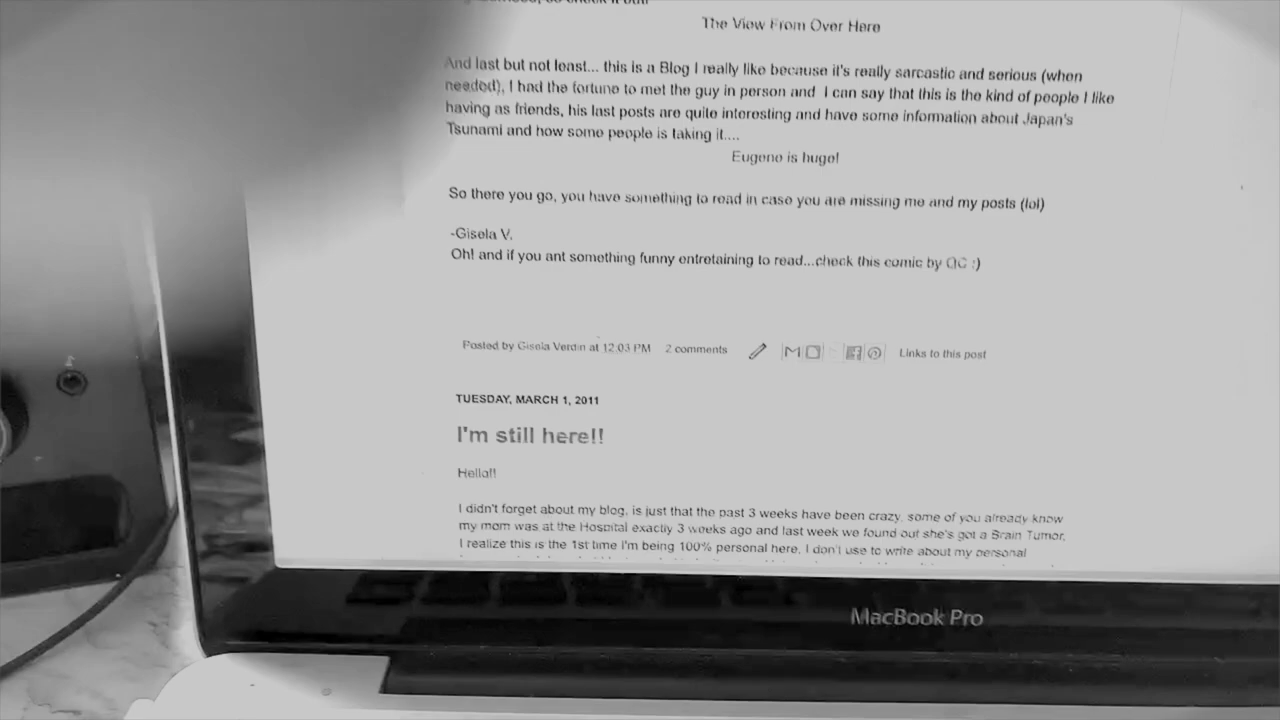 The View From Over Here
And last but not least... this is a Blog I really like because it's really sarcastic and serious (when
needed), I had the fortune to met the guy in person and I can say that this is the kind of people I like
having as friends, his last posts are quite interesting and have some information about Japan's
Tsunami and how some people is taking it....
Eugene is huge!
So there you go, you have something to read in case you are missing me and my posts (lol)
-Gisela V.
Oh! and if you ant something funny entretaining to read...check this comic by QC :)
Posted by Gisela Verdin at 12:03 PM 2 comments Links to this post
TUESDAY, MARCH 1, 2011
I'm still here!!
Hella!!
I didn't forget about my blog, is just that the past 3 weeks have been crazy, some of you already know
my mom was at the Hospital exactly 3 weeks ago and last week we found out she's got a Brain Tumor,
I realize this is the 1st time I'm being 100% personal here, I don't use to write about my personal
MacBook Pro